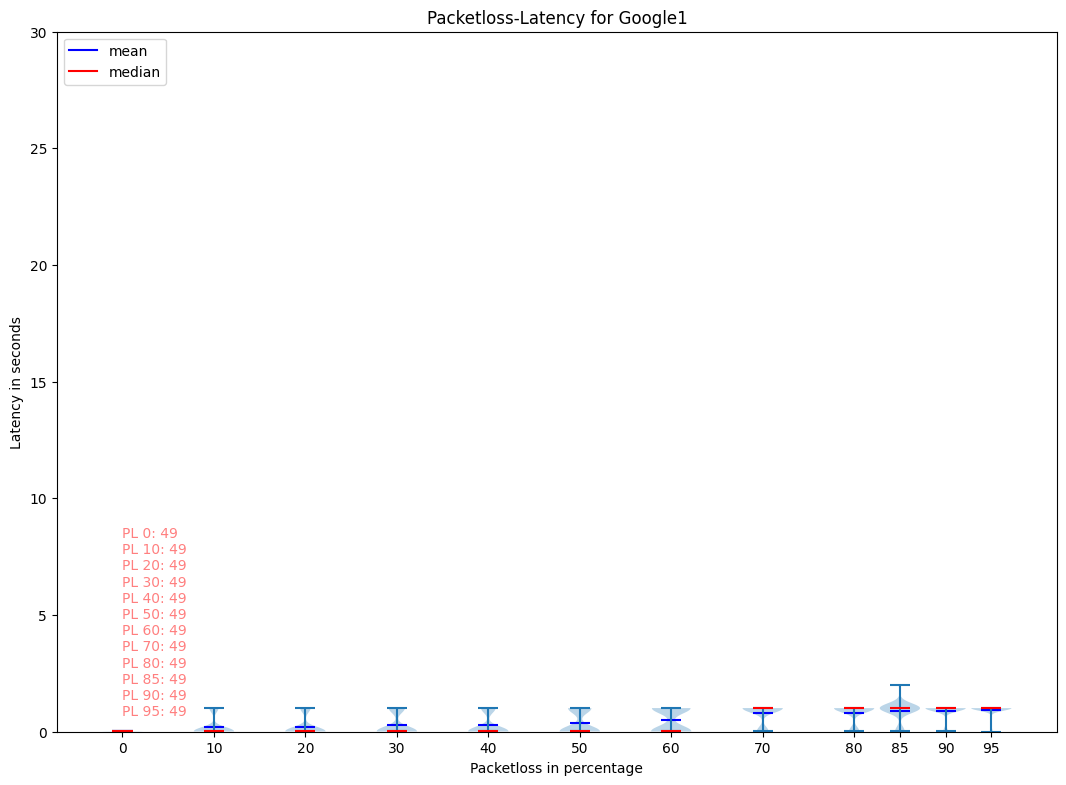 Packetloss-Latency for Google1
mean
median
30
25
20
15
10
5
0
Latency in seconds
PL 0: 49
PL 10: 49
PL 20: 49
PL 30: 49
PL 40: 49
PL 50: 49
PL 60: 49
PL 70: 49
PL 80: 49
PL 85: 49
PL 90: 49
PL 95: 49
0 10 20 30 40 50 60 70 80 85 90 95
Packetloss in percentage